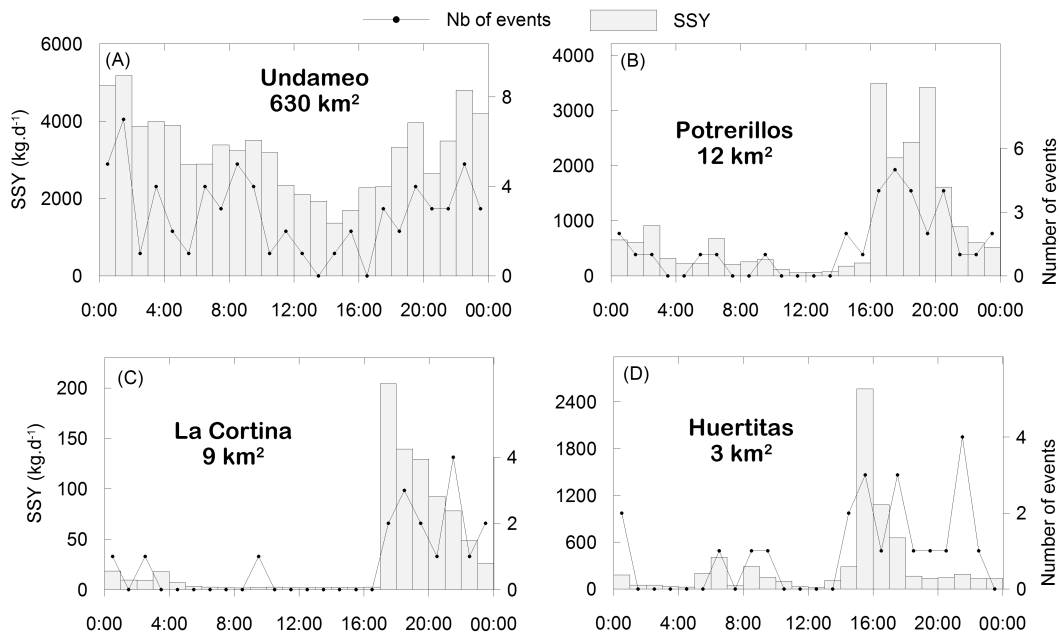 Nb of events SSY
(A)
Undameo
630 km²
SSY (kg.d⁻¹)
6000
4000
2000
0
8
4
0
0:00 4:00 8:00 12:00 16:00 20:00 00:00
(B)
Potrerillos
12 km²
4000
3000
2000
1000
0
6
3
0
Number of events
0:00 4:00 8:00 12:00 16:00 20:00 00:00
(C)
La Cortina
9 km²
SSY (kg.d⁻¹)
200
150
100
50
0
4
2
0
0:00 4:00 8:00 12:00 16:00 20:00 00:00
(D)
Huertitas
3 km²
2400
1800
1200
600
0
4
2
0
Number of events
0:00 4:00 8:00 12:00 16:00 20:00 00:00